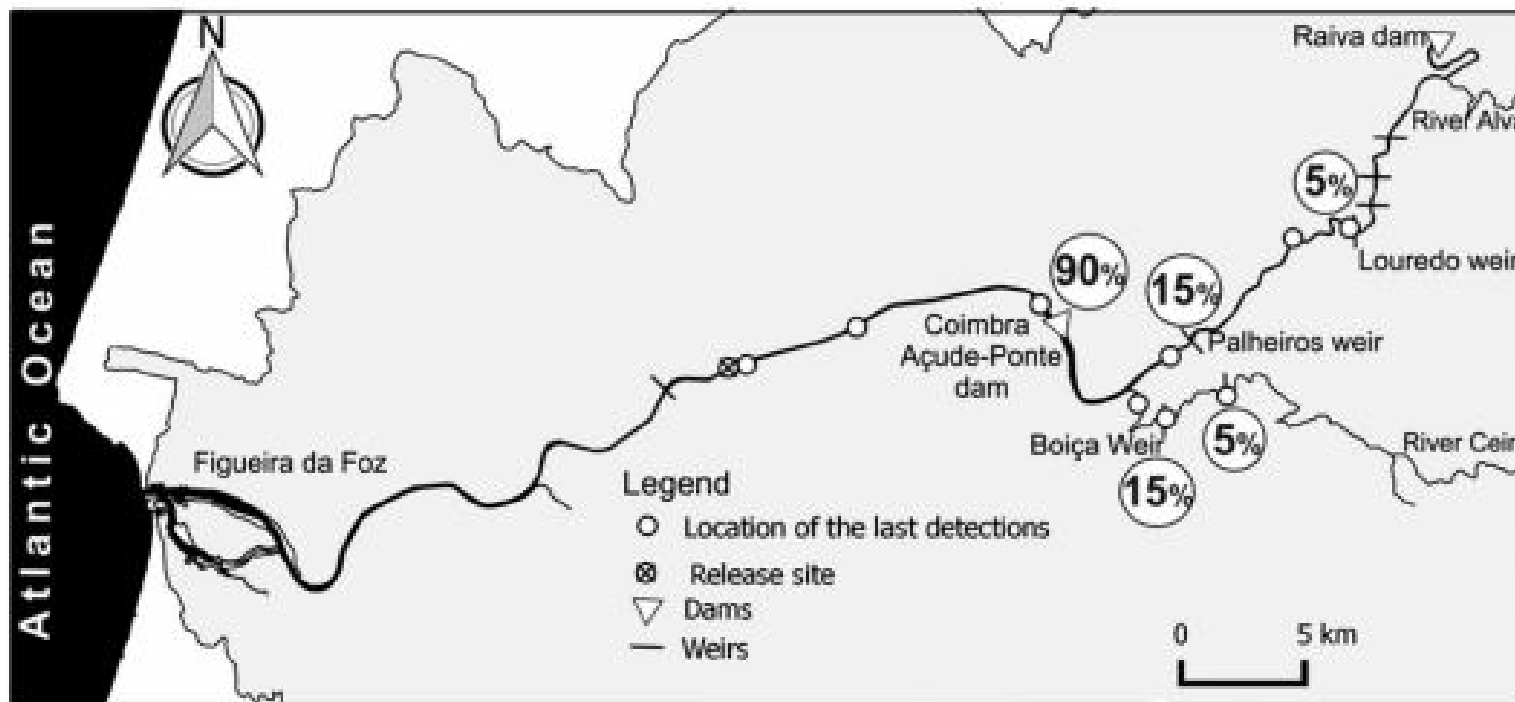 N
Raiva dam
River Alva
5%
Louredo weir
90%
15%
Coimbra
Açude-Ponte
dam
Palheiros weir
Atlantic Ocean
Figueira da Foz
Boiça Weir
5%
River Ceir
15%
Legend
Location of the last detections
Release site
Dams
Weirs
0 5 km